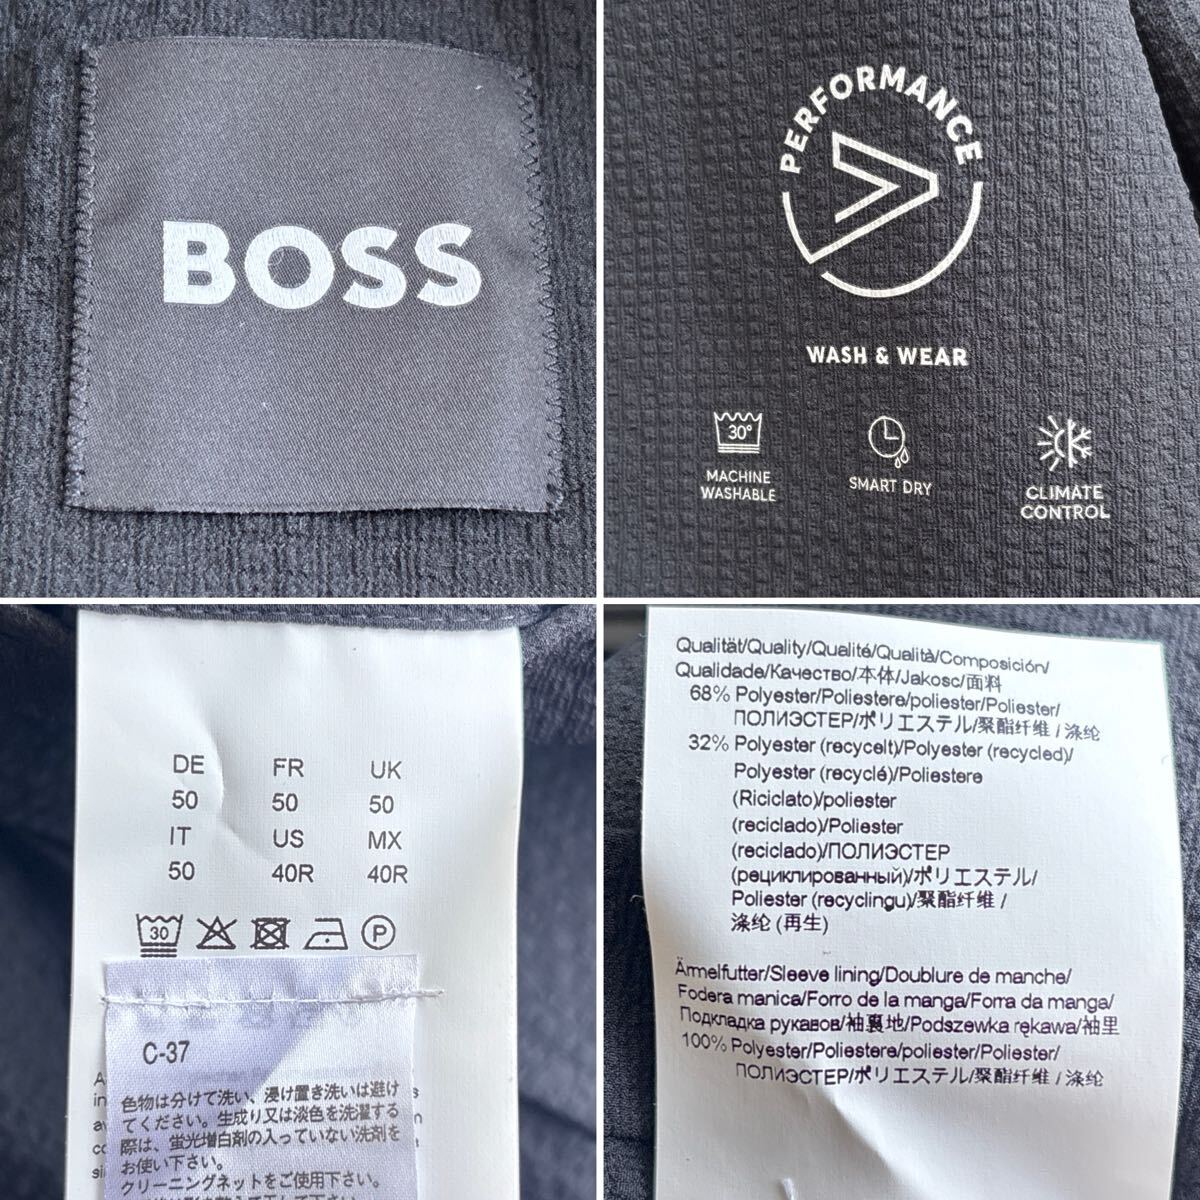 BOSS
PERFORMANCE
WASH & WEAR
30°
MACHINE
WASHABLE
SMART DRY
CLIMATE
CONTROL
DE FR UK
50 50 50
IT US MX
50 40R 40R
30 P
C-37
色物は分けて洗い、浸け置き洗いは避け
てください。生成り又は淡色を洗濯する
際は、蛍光増白剤の入っていない洗剤を
お使い下さい。
クリーニングネットをご使用下さい。
Qualität/Quality/Qualité/Qualità/Composición/
Qualidade/Качество/本体/Jakosc/面料
68% Polyester/Poliestere/poliester/Poliester/
ПОЛИЭСТЕР/ポリエステル/聚酯纤维 / 涤纶
32% Polyester (recycelt)/Polyester (recycled)/
Polyester (recyclé)/Poliestere
(Riciclato)/poliester
(reciclado)/Poliester
(reciclado)/ПОЛИЭСТЕР
(рециклированный)/ポリエステル/
Poliester (recyclingu)/聚酯纤维 /
涤纶 (再生)
Ärmelfutter/Sleeve lining/Doublure de manche/
Fodera manica/Forro de la manga/Forra da manga/
Подкладка рукавов/袖裏地/Podszewka rękawa/袖里
100% Polyester/Poliestere/poliester/Poliester/
ПОЛИЭСТЕР/ポリエステル/聚酯纤维 / 涤纶